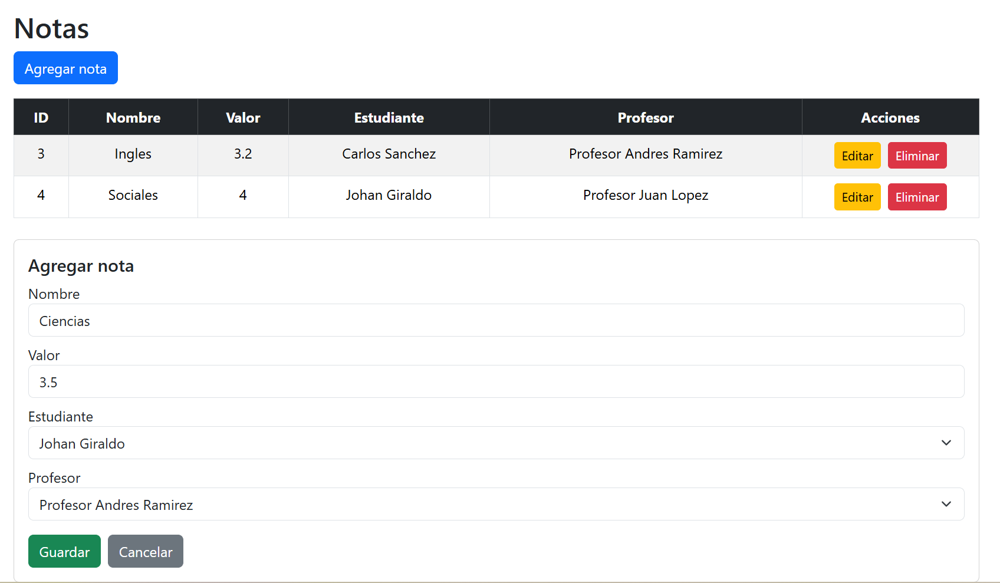 Notas
Agregar nota
ID Nombre Valor Estudiante Profesor Acciones
3 Ingles 3.2 Carlos Sanchez Profesor Andres Ramirez Editar Eliminar
4 Sociales 4 Johan Giraldo Profesor Juan Lopez Editar Eliminar
Agregar nota
Nombre
Ciencias
Valor
3.5
Estudiante
Johan Giraldo
Profesor
Profesor Andres Ramirez
Guardar Cancelar